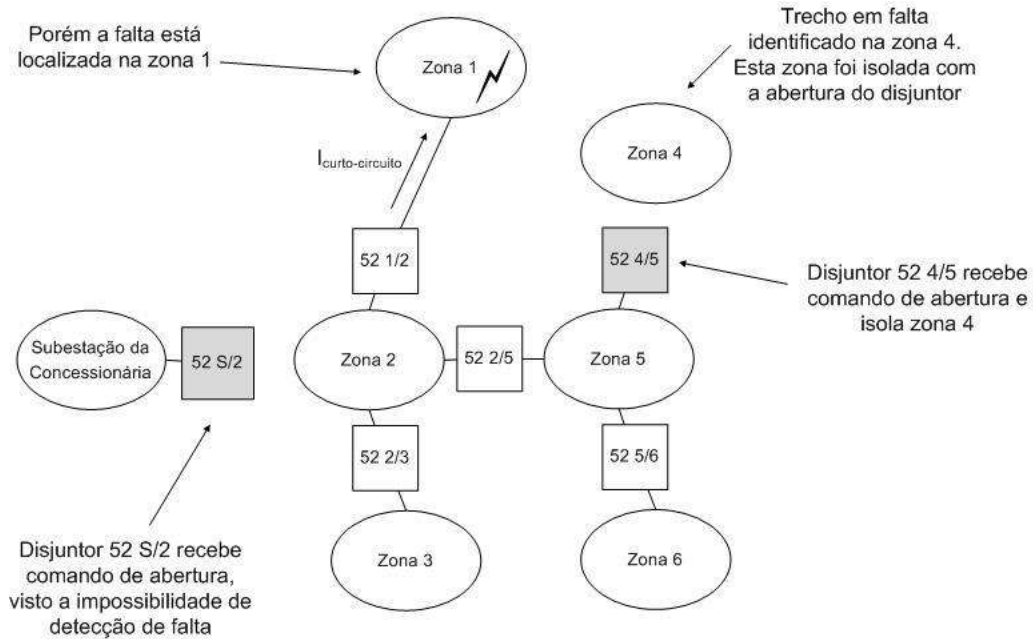 Porém a falta está
localizada na zona 1
Zona 1
Trecho em falta
identificado na zona 4.
Esta zona foi isolada com
a abertura do disjuntor
Zona 4
Icurto-circuito
52 1/2
52 4/5
Disjuntor 52 4/5 recebe
comando de abertura e
isola zona 4
Subestação da
Concessionária
52 S/2
Zona 2
52 2/5
Zona 5
52 2/3
52 5/6
Zona 3
Zona 6
Disjuntor 52 S/2 recebe
comando de abertura,
visto a impossibilidade de
detecção de falta